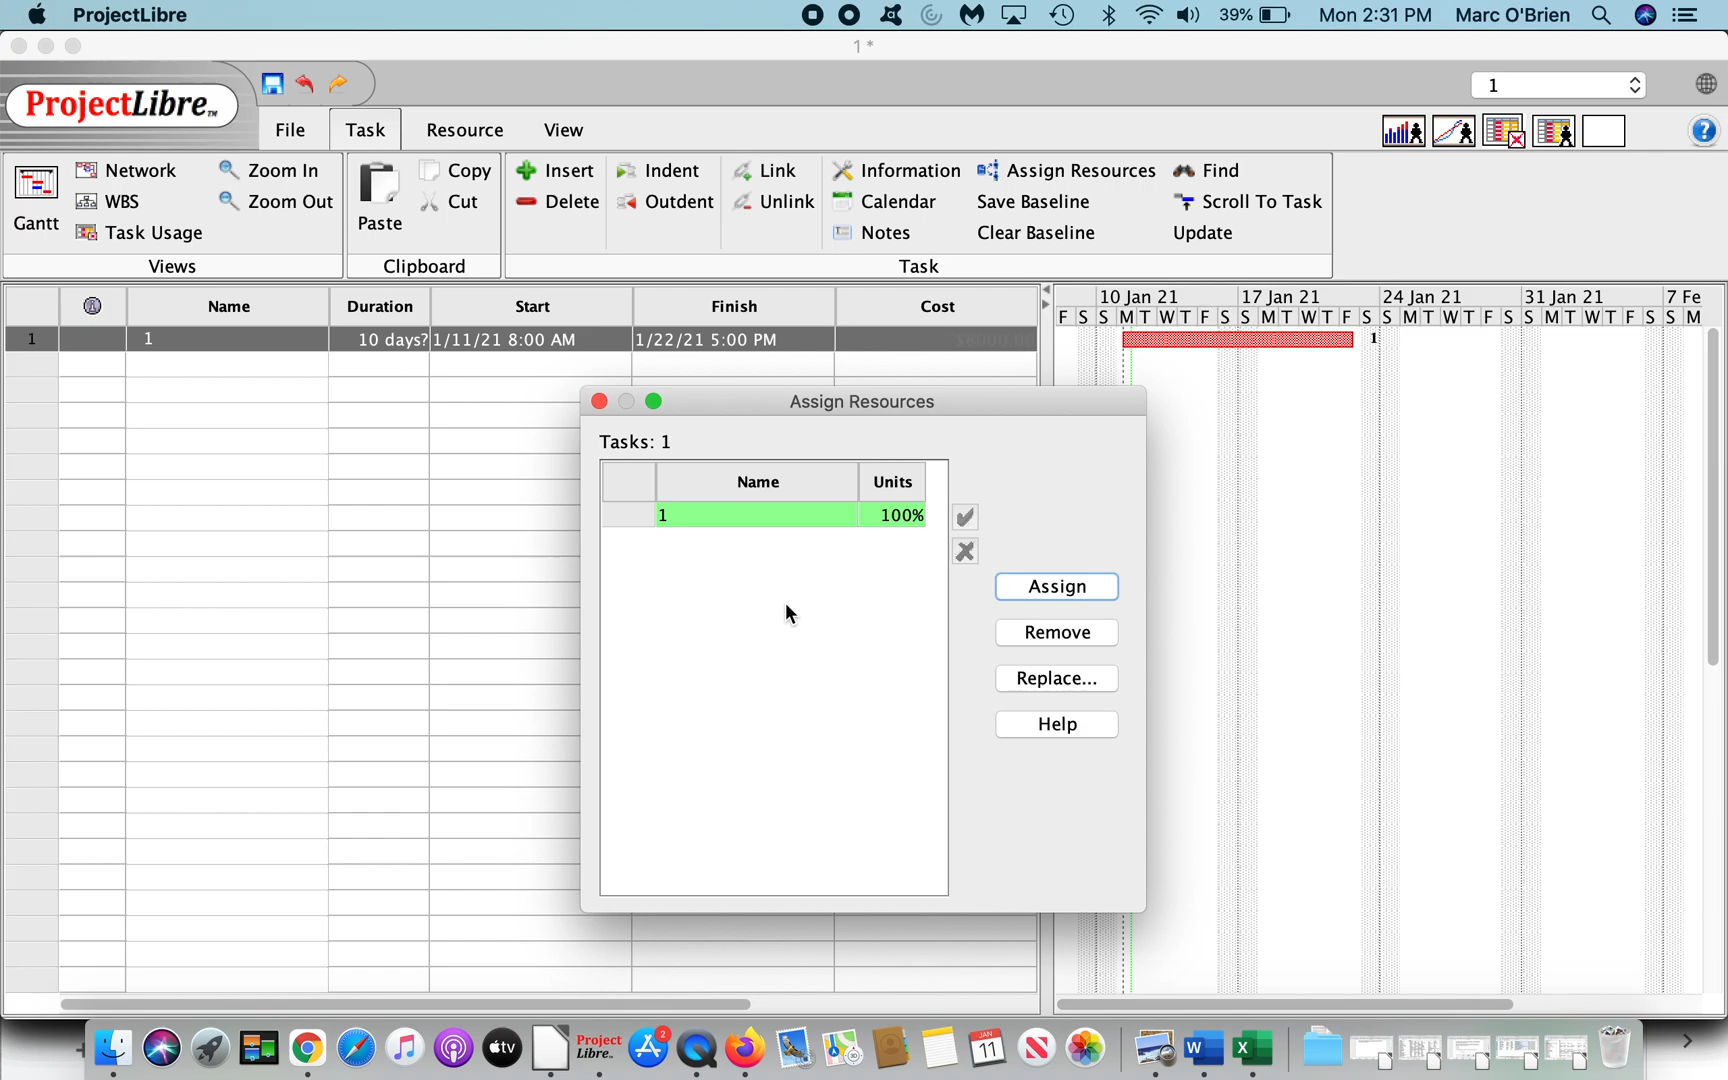 ProjectLibre 39% Mon 2:31 PM Marc O'Brien
1 *
ProjectLibre™ 1
File Task Resource View
Gantt Network Zoom In Paste Copy Insert Indent Link Information Assign Resources Find
WBS Zoom Out Cut Delete Outdent Unlink Calendar Save Baseline Scroll To Task
Task Usage Notes Clear Baseline Update
Views Clipboard Task
Name Duration Start Finish Cost
10 Jan 21 17 Jan 21 24 Jan 21 31 Jan 21 7 Fe
F S S M T W T F S S M T W T F S S M T W T F S S M T W T F S S M
1 1 10 days? 1/11/21 8:00 AM 1/22/21 5:00 PM 1
Assign Resources
Tasks: 1
Name Units
1 100%
Assign
Remove
Replace...
Help
tv Project Libre 2 JAN 11 W X